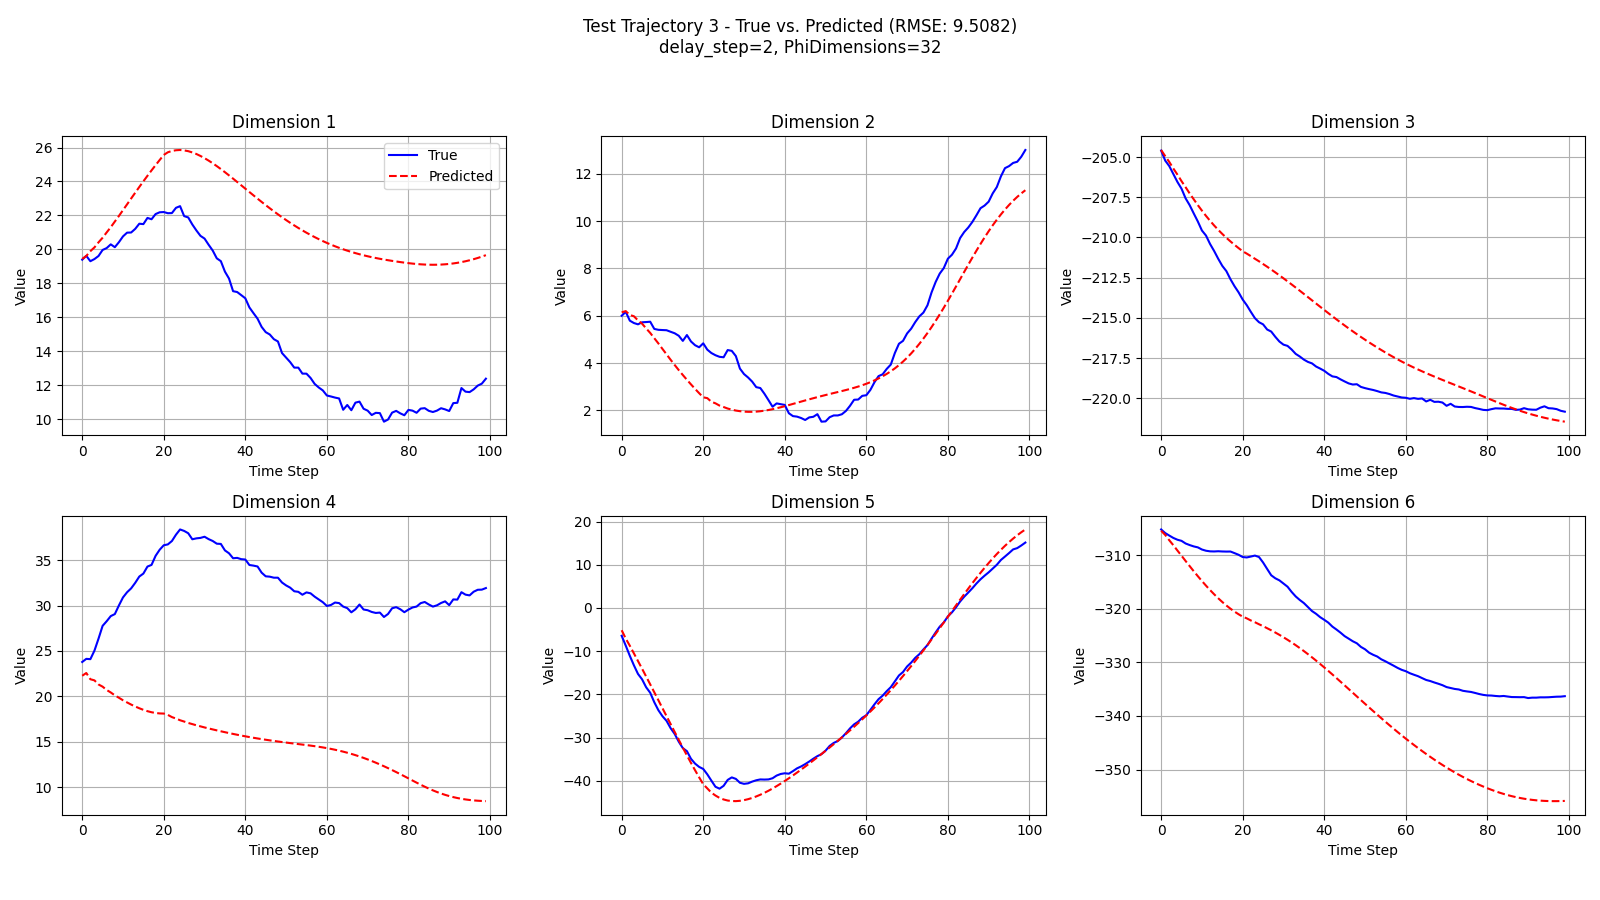 Test Trajectory 3 - True vs. Predicted (RMSE: 9.5082)
delay_step=2, PhiDimensions=32
Dimension 1
True
Predicted
Value
26
24
22
20
18
16
14
12
10
0 20 40 60 80 100
Time Step
Dimension 2
Value
12
10
8
6
4
2
0 20 40 60 80 100
Time Step
Dimension 3
Value
−205.0
−207.5
−210.0
−212.5
−215.0
−217.5
−220.0
0 20 40 60 80 100
Time Step
Dimension 4
Value
35
30
25
20
15
10
0 20 40 60 80 100
Time Step
Dimension 5
Value
20
10
0
−10
−20
−30
−40
0 20 40 60 80 100
Time Step
Dimension 6
Value
−310
−320
−330
−340
−350
0 20 40 60 80 100
Time Step